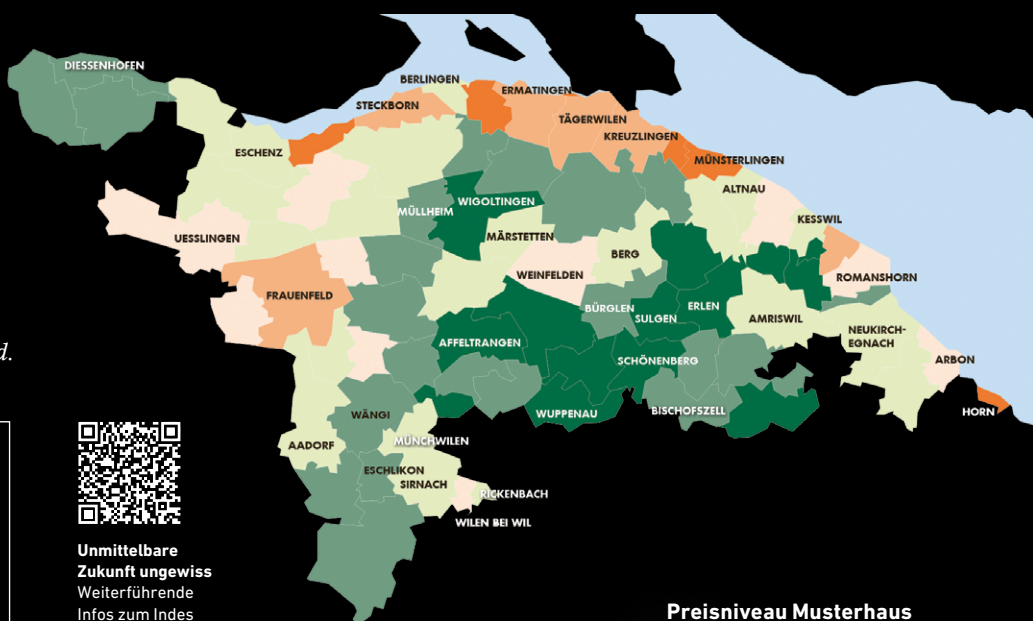 DIESSENHOFEN
BERLINGEN
ERMATINGEN
STECKBORN
TÄGERWILEN
KREUZLINGEN
ESCHENZ
MÜNSTERLINGEN
ALTNAU
WIGOLTINGEN
MÜLLHEIM
KESSWIL
UESSLINGEN
MÄRSTETTEN
BERG
WEINFELDEN
ROMANSHORN
FRAUENFELD
BÜRGLEN
ERLEN
SULGEN
AMRISWIL
NEUKIRCH-
EGNACH
AFFELTRANGEN
d.
SCHÖNENBERG
ARBON
WÄNGI
WUPPENAU
BISCHOFSZELL
HORN
AADORF
MÜNCHWILEN
ESCHLIKON
SIRNACH
RICKENBACH
WILEN BEI WIL
Unmittelbare
Zukunft ungewiss
Weiterführende
Infos zum Indes
Preisniveau Musterhaus